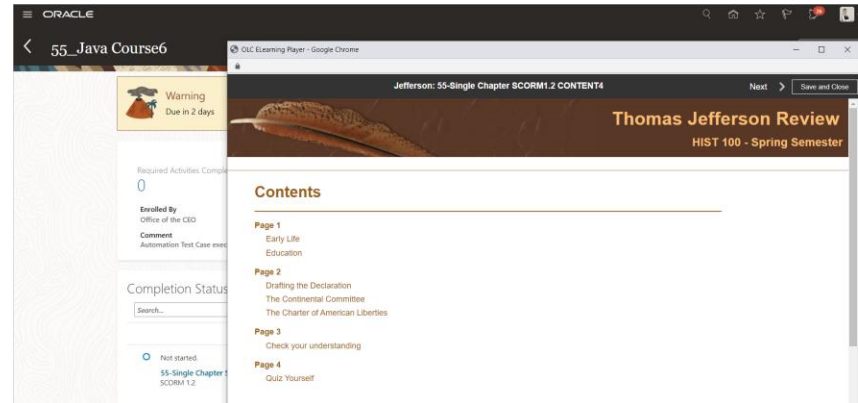 ORACLE
55_Java Course6
Warning
Due in 2 days
Required Activities Comple
0
Enrolled By
Office of the CEO
Comment
Automation Test Case exec
Completion Status
Search...
Not started
55-Single Chapter S
SCORM 1.2
OLC ELearning Player - Google Chrome
Jefferson: 55-Single Chapter SCORM1.2 CONTENT4
Next
Save and Close
Thomas Jefferson Review
HIST 100 - Spring Semester
Contents
Page 1
Early Life
Education
Page 2
Drafting the Declaration
The Continental Committee
The Charter of American Liberties
Page 3
Check your understanding
Page 4
Quiz Yourself